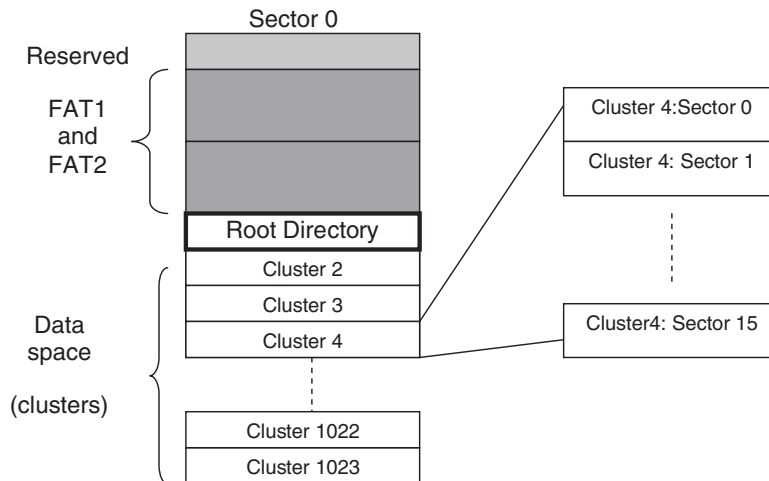 Sector 0
Reserved
FAT1
and
FAT2
Root Directory
Cluster 2
Cluster 3
Cluster 4
Data
space
(clusters)
Cluster 1022
Cluster 1023
Cluster 4:Sector 0
Cluster 4: Sector 1
Cluster4: Sector 15